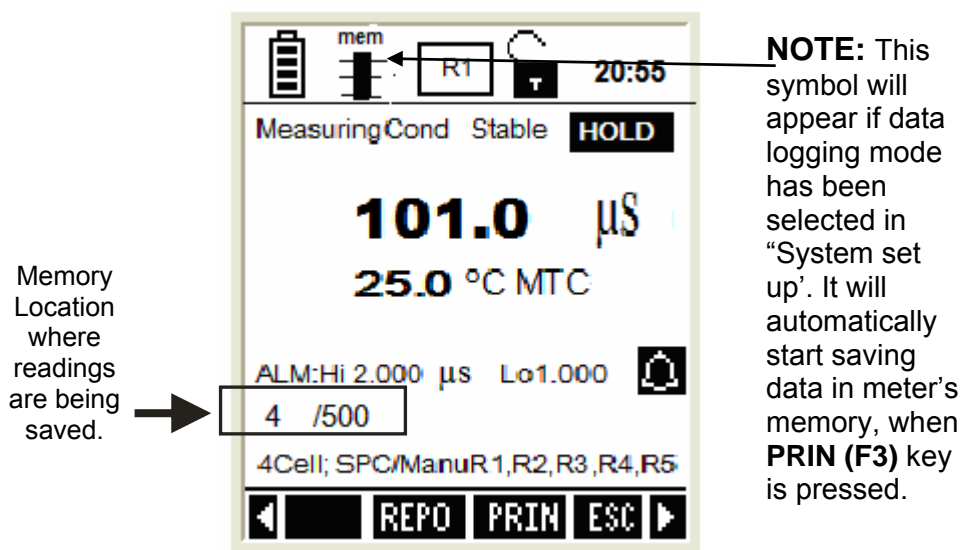 mem
R1
20:55
MeasuringCond Stable HOLD
101.0 µS
25.0 ºC MTC
ALM:Hi 2.000 µs Lo1.000
4 /500
4Cell; SPC/ManuR1,R2,R3,R4,R5
REPO PRIN ESC
Memory
Location
where
readings
are being
saved.
NOTE: This
symbol will
appear if data
logging mode
has been
selected in
“System set
up’. It will
automatically
start saving
data in meter’s
memory, when
PRIN (F3) key
is pressed.